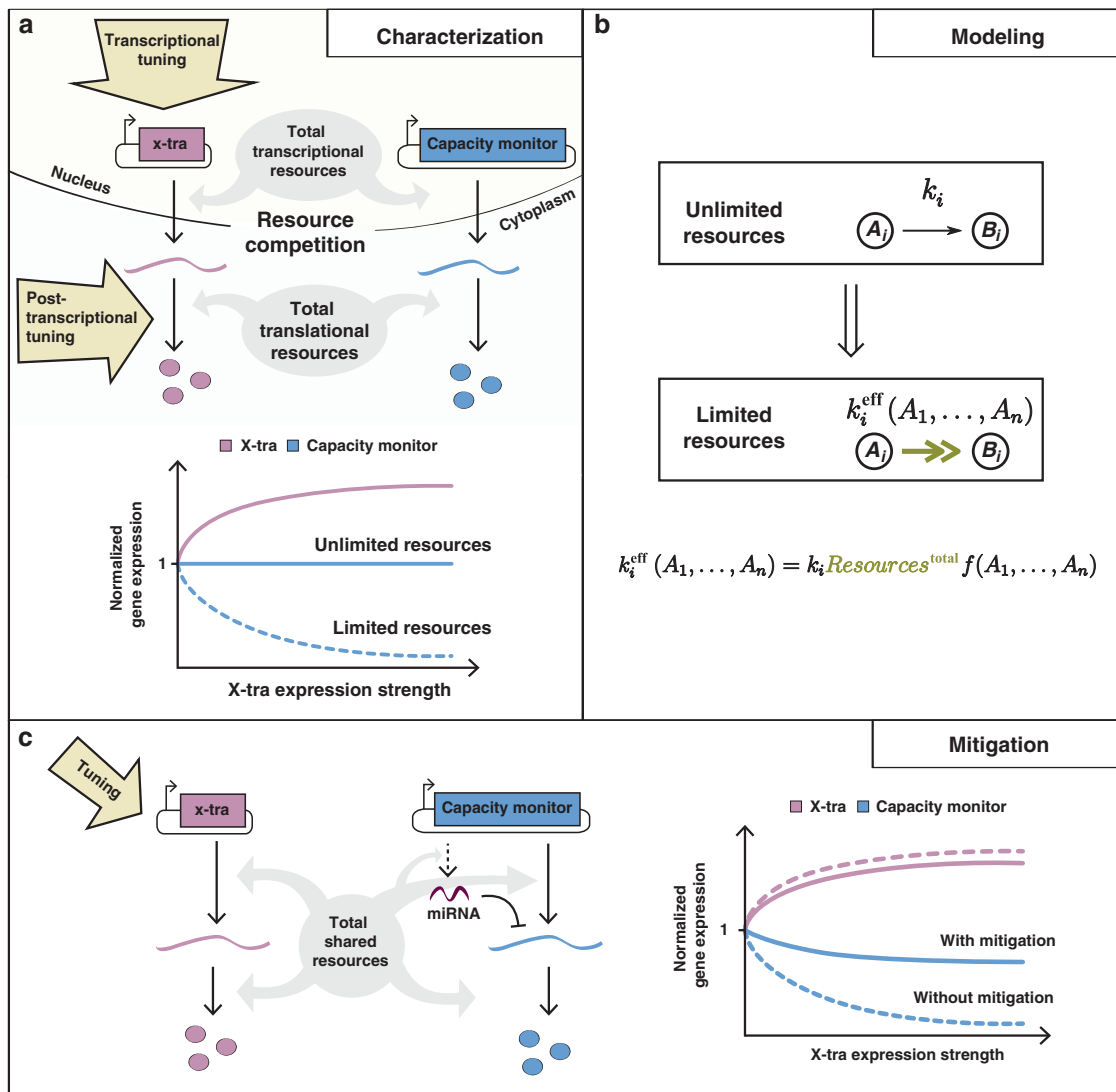 a
Characterization
Transcriptional
tuning
x-tra
Total
transcriptional
resources
Capacity monitor
Nucleus
Cytoplasm
Resource
competition
Post-
transcriptional
tuning
Total
translational
resources
X-tra
Capacity monitor
Normalized
gene expression
1
Unlimited resources
Limited resources
X-tra expression strength
b
Modeling
Unlimited
resources
k_i
A_i
B_i
Limited
resources
k_i^eff (A_1, . . . , A_n)
A_i
B_i
k_i^eff (A_1, . . . , A_n) = k_i Resources^total f(A_1, . . . , A_n)
c
Mitigation
Tuning
x-tra
Capacity monitor
miRNA
Total
shared
resources
X-tra
Capacity monitor
Normalized
gene expression
1
With mitigation
Without mitigation
X-tra expression strength